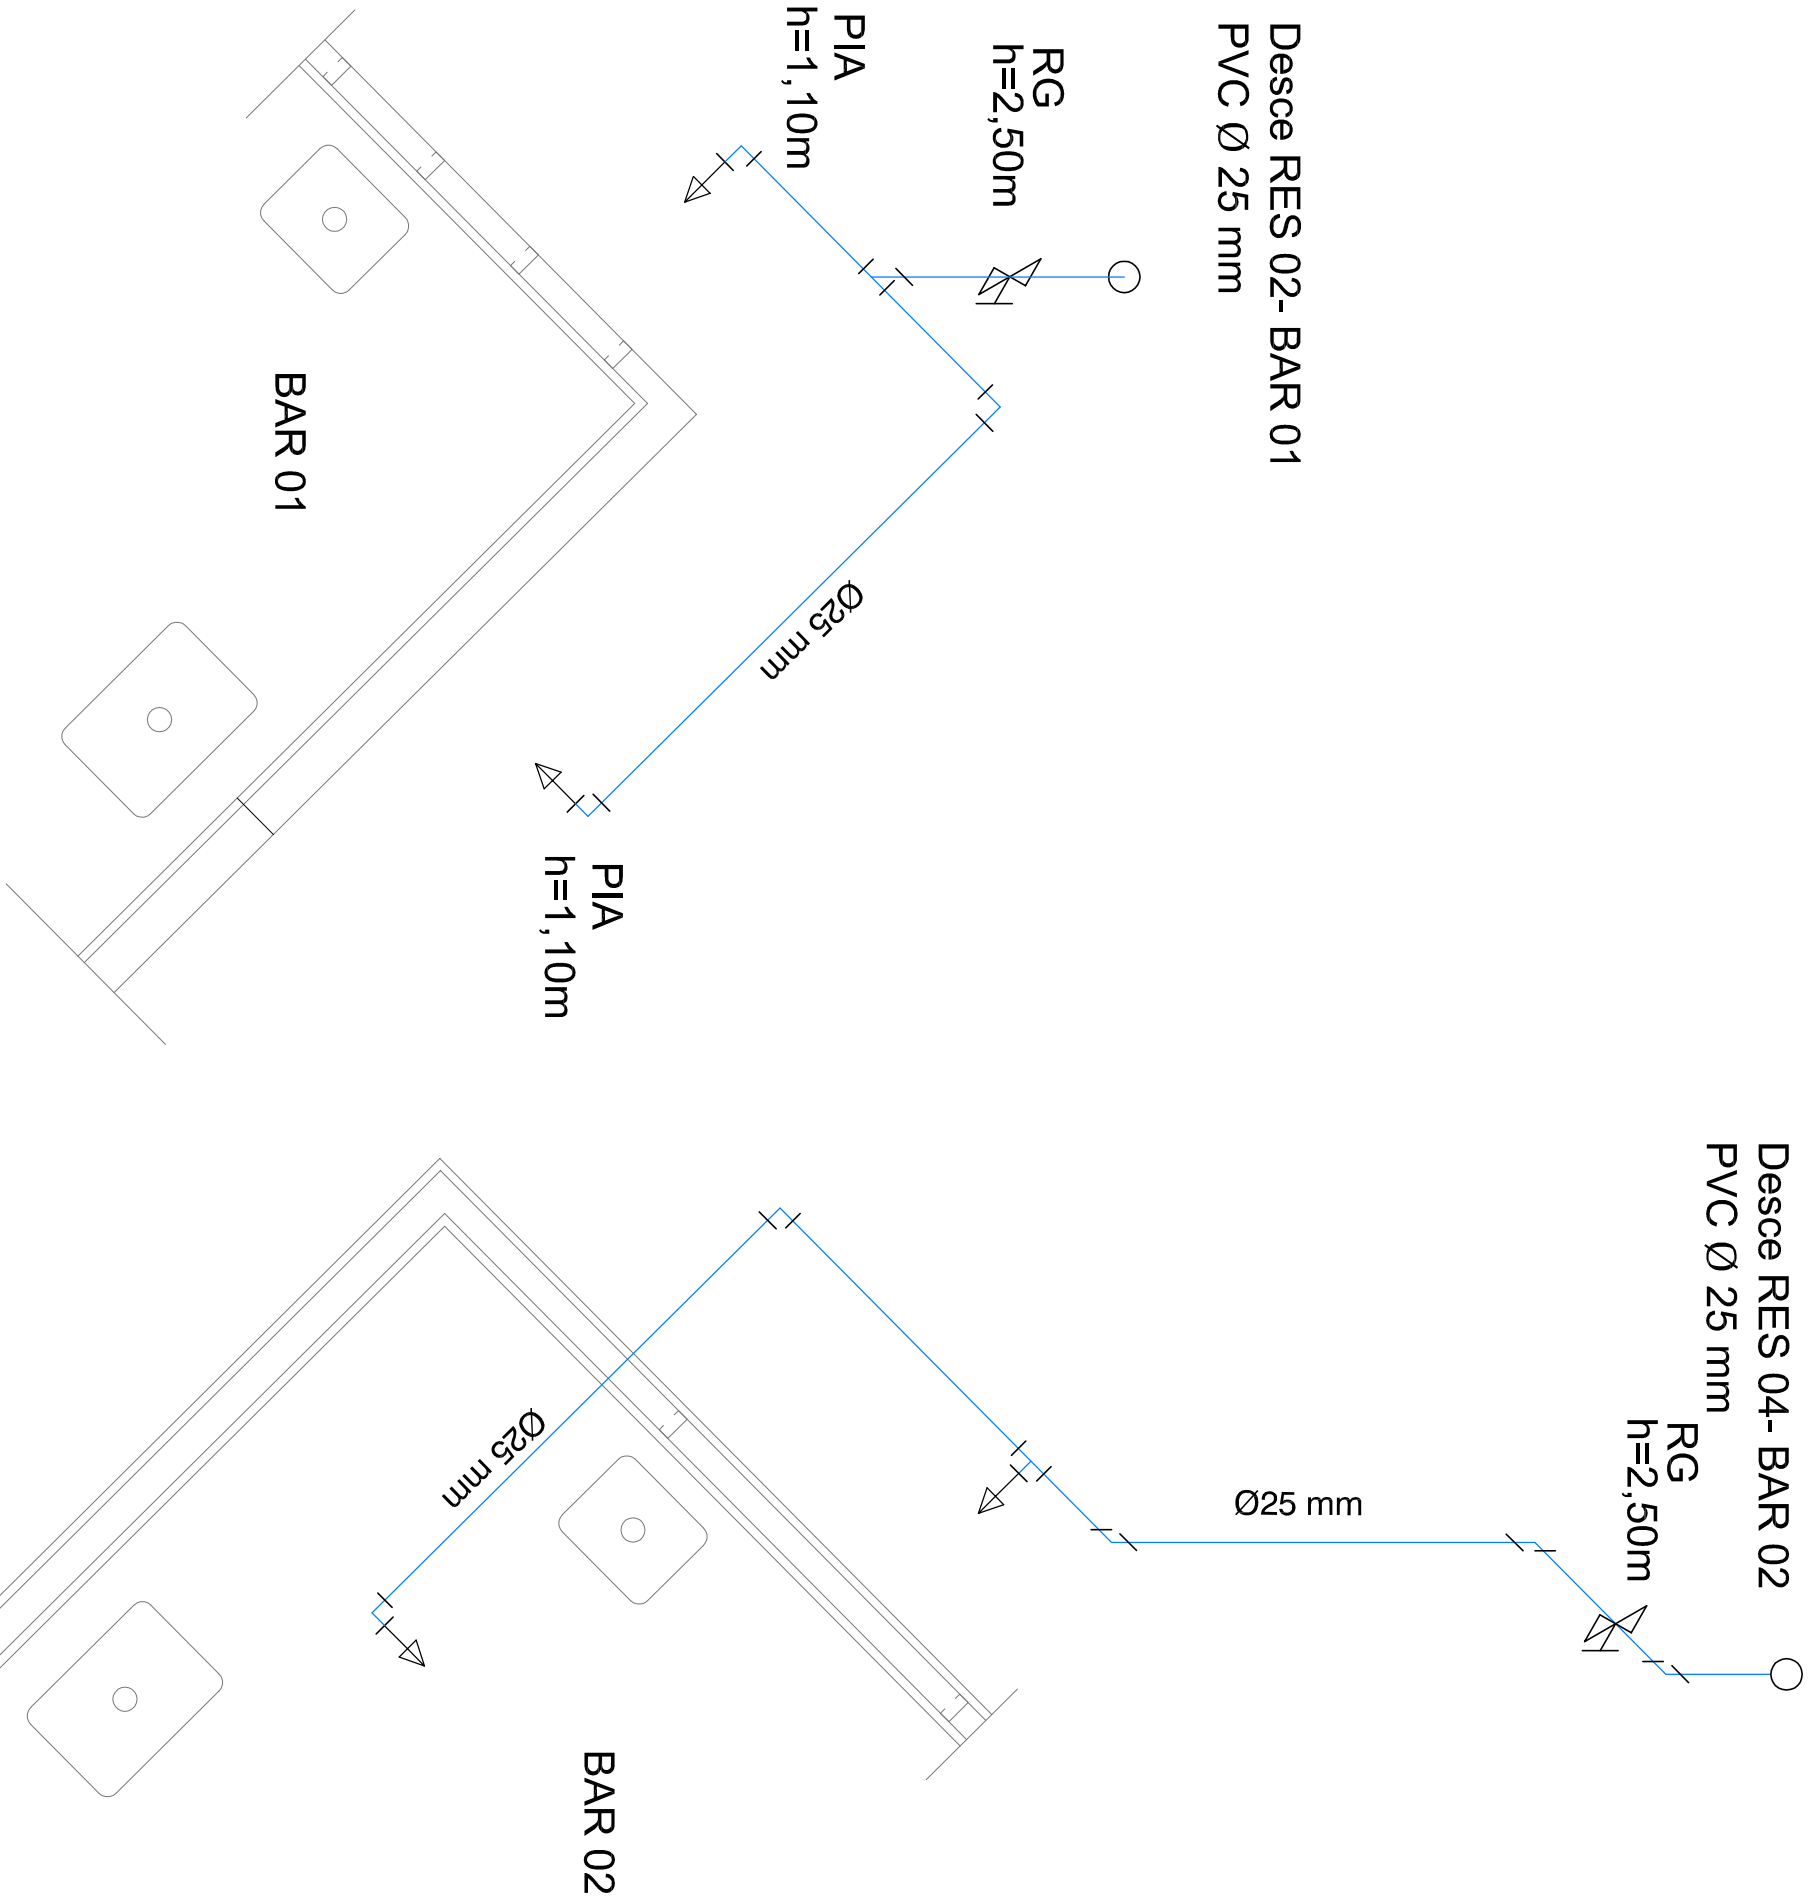 Desce RES 02- BAR 01
PVC Ø 25 mm
RG
h=2,50m
PIA
h=1,10m
Ø25 mm
PIA
h=1,10m
BAR 01
Desce RES 04- BAR 02
PVC Ø 25 mm
RG
h=2,50m
Ø25 mm
Ø25 mm
BAR 02